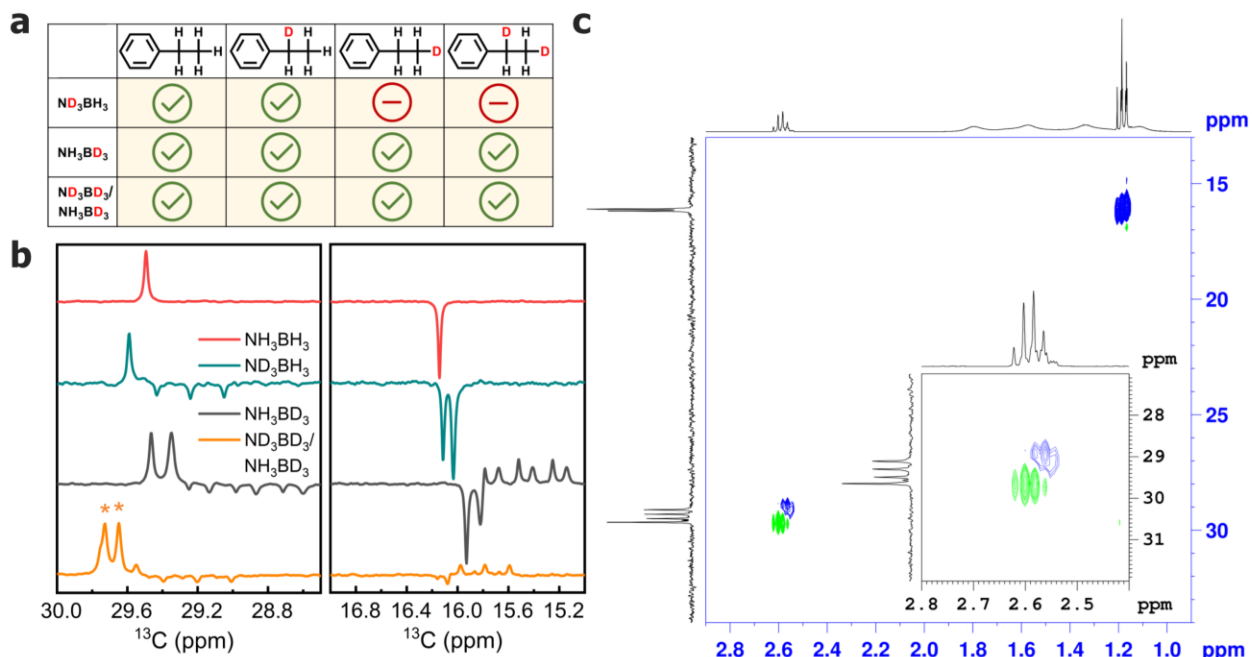 a
H D H H D H
H D H D
H H H H H H H H
ND₃BH₃
NH₃BD₃
ND₃BD₃/
NH₃BD₃
b
NH₃BH₃
ND₃BH₃
NH₃BD₃
ND₃BD₃/
NH₃BD₃
* *
30.0 29.6 29.2 28.8
16.8 16.4 16.0 15.6 15.2
¹³C (ppm) ¹³C (ppm)
c
ppm
15
20
25
30
ppm
28
29
30
31
2.8 2.7 2.6 2.5 ppm
2.8 2.6 2.4 2.2 2.0 1.8 1.6 1.4 1.2 1.0 ppm